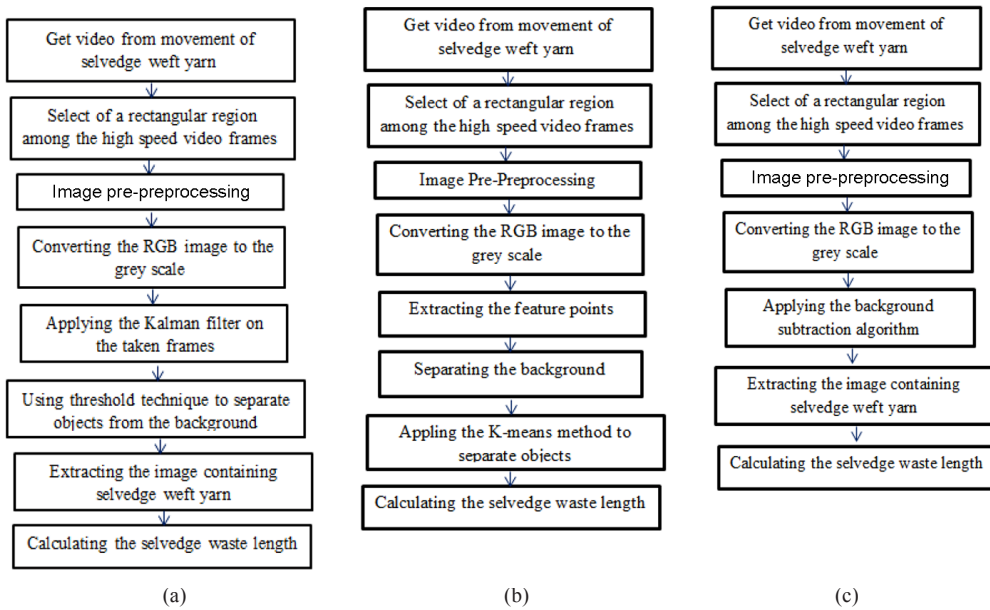 Get video from movement of
selvedge weft yarn
Select of a rectangular region
among the high speed video frames
Image pre-preprocessing
Converting the RGB image to the
grey scale
Applying the Kalman filter on
the taken frames
Using threshold technique to separate
objects from the background
Extracting the image containing
selvedge weft yarn
Calculating the selvedge waste length
(a)
Get video from movement of
selvedge weft yarn
Select of a rectangular region
among the high speed video frames
Image Pre-Preprocessing
Converting the RGB image to the
grey scale
Extracting the feature points
Separating the background
Appling the K-means method to
separate objects
Calculating the selvedge waste length
(b)
Get video from movement of
selvedge weft yarn
Select of a rectangular region
among the high speed video frames
Image pre-preprocessing
Converting the RGB image to the
grey scale
Applying the background
subtraction algorithm
Extracting the image containing
selvedge weft yarn
Calculating the selvedge waste length
(c)